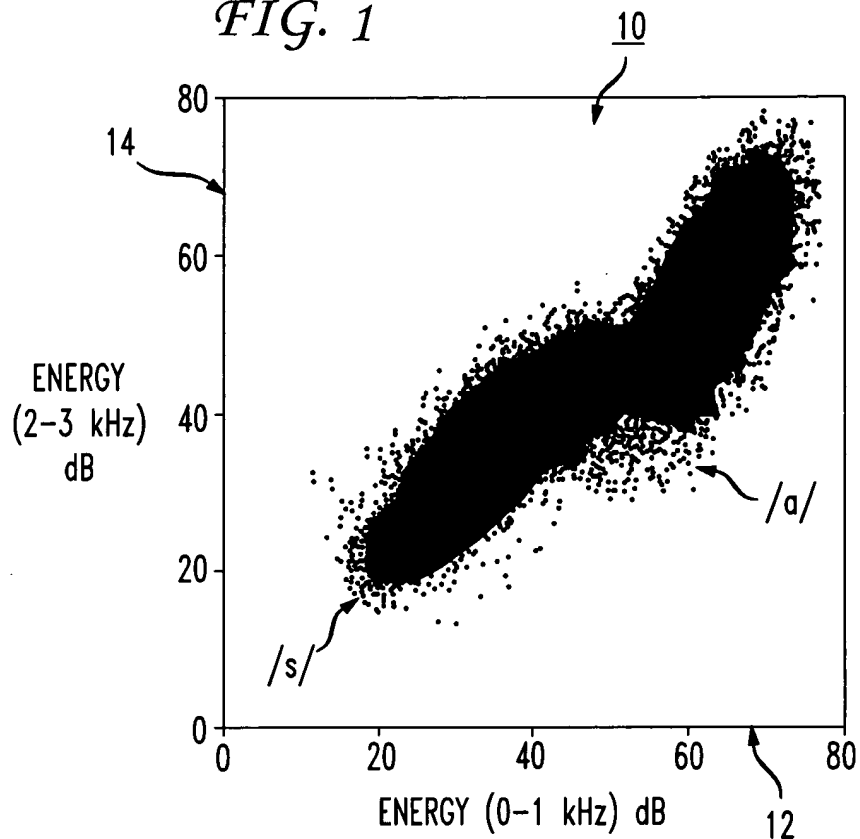 FIG. 1
10
80
14
60
ENERGY
(2-3 kHz)
dB
40
/a/
20
/s/
0
0 20 40 60 80
ENERGY (0-1 kHz) dB
12